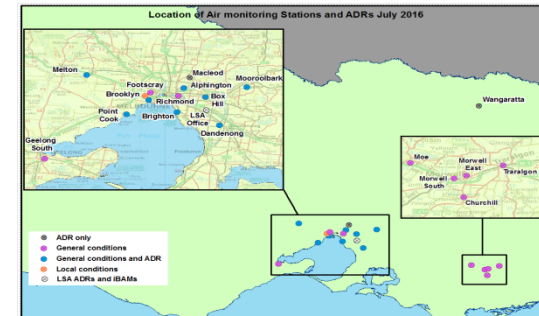 Location of Air monitoring Stations and ADRs July 2016
Melton
Macleod
Footscray
Alphington
Mooroolbark
Brooklyn
Richmond
Box
Hill
Point
Cook
Brighton
LSA
Office
Dandenong
Geelong
South
Wangaratta
Moe
Morwell
East
Traralgon
Morwell
South
Churchill
ADR only
General conditions
General conditions and ADR
Local conditions
LSA ADRs and iBAMs